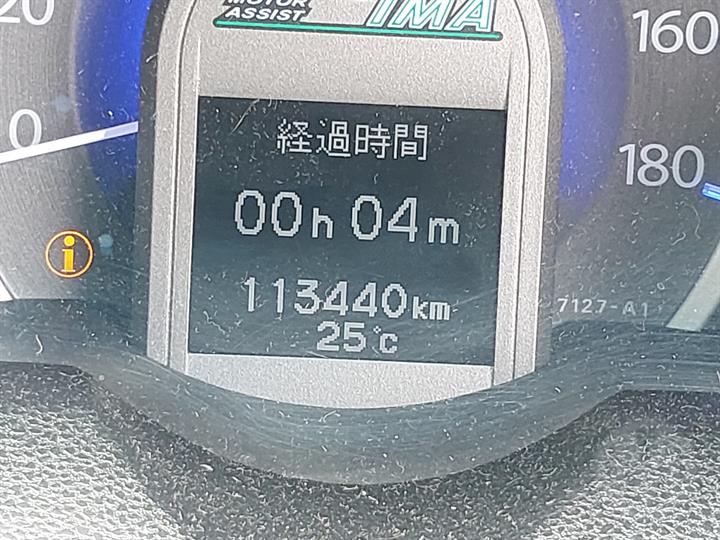 MOTOR
ASSIST
IMA
20
0
160
180
経過時間
00h 04m
i
113440km
25℃
7127-A1